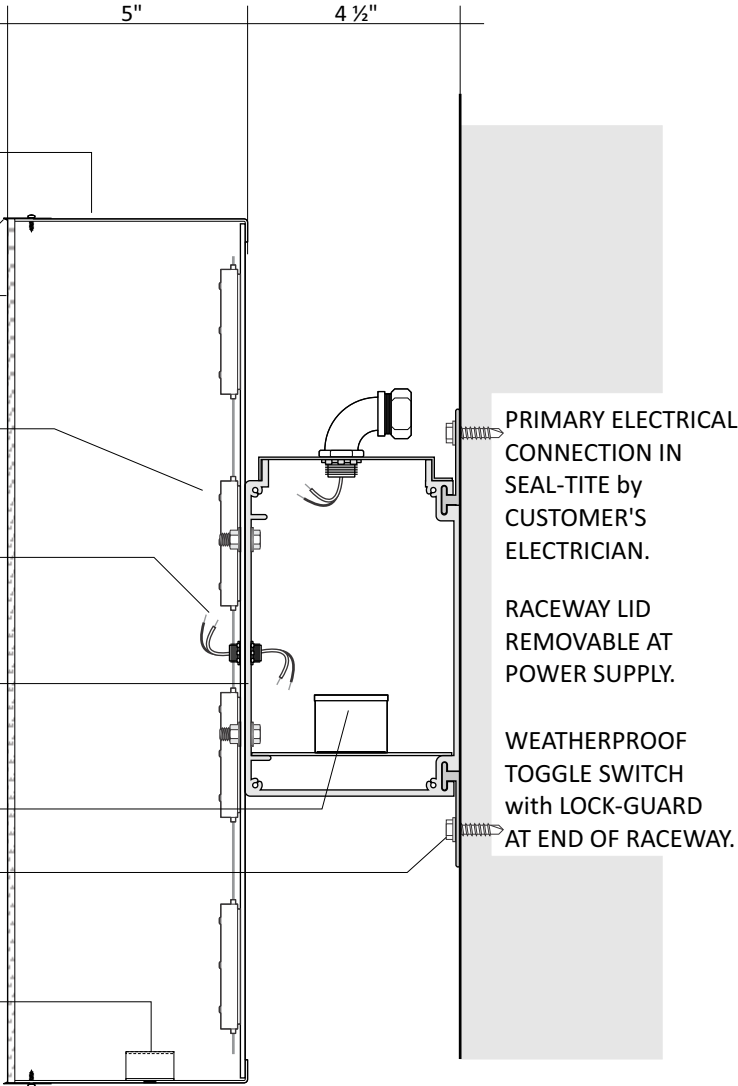 5"
4 ½"
PRIMARY ELECTRICAL
CONNECTION IN
SEAL-TITE by
CUSTOMER'S
ELECTRICIAN.
RACEWAY LID
REMOVABLE AT
POWER SUPPLY.
WEATHERPROOF
TOGGLE SWITCH
with LOCK-GUARD
AT END OF RACEWAY.